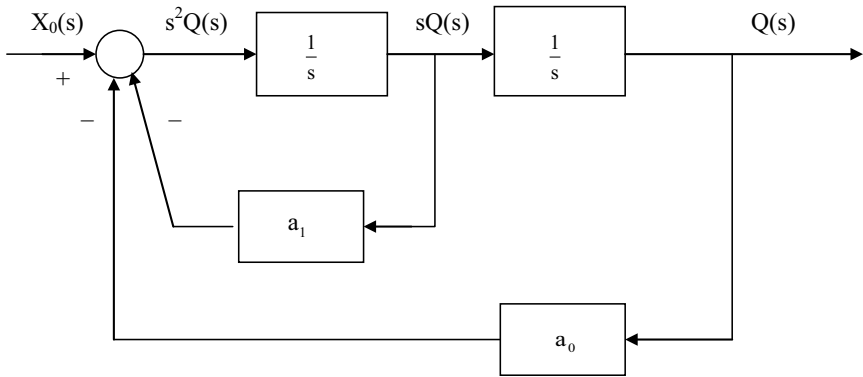 X₀(s)
s²Q(s)
sQ(s)
Q(s)
1/s
1/s
+
−
−
a₁
a₀